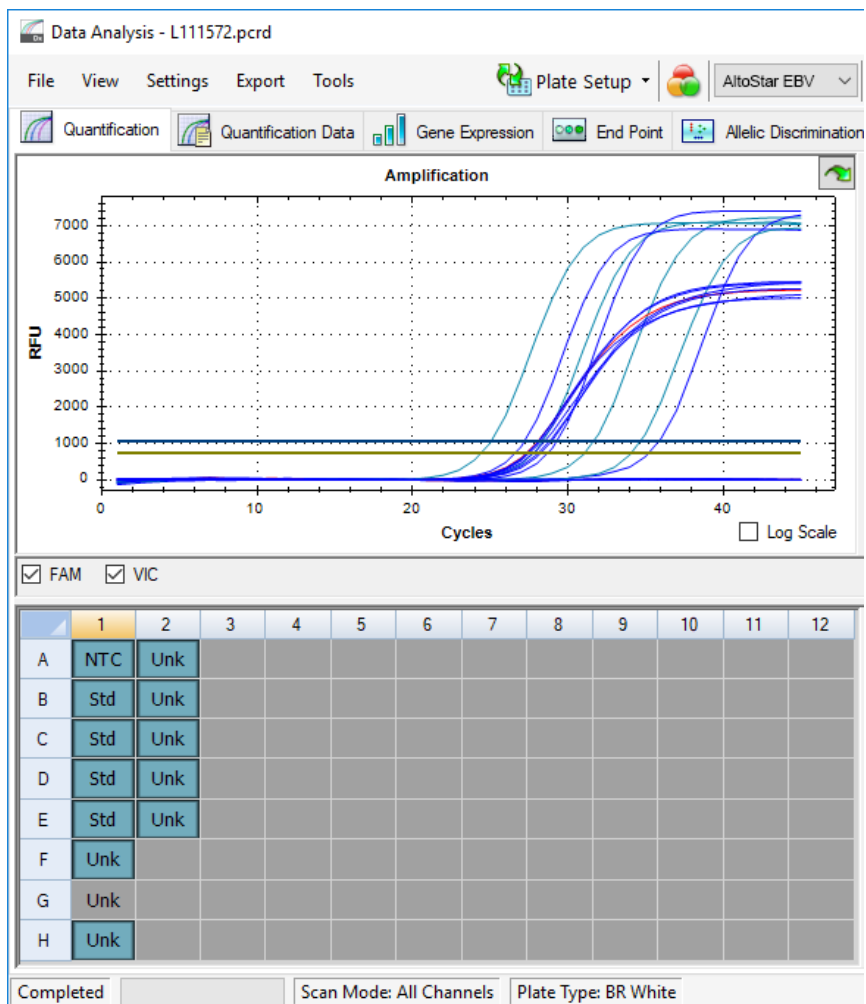 Data Analysis - L111572.pcrd
File View Settings Export Tools Plate Setup AltoStar EBV
Quantification Quantification Data Gene Expression End Point Allelic Discrimination
Amplification
7000
6000
5000
4000
3000
2000
1000
0
RFU
0 10 20 30 40
Cycles
Log Scale
FAM VIC
1 2 3 4 5 6 7 8 9 10 11 12
A NTC Unk
B Std Unk
C Std Unk
D Std Unk
E Std Unk
F Unk
G Unk
H Unk
Completed Scan Mode: All Channels Plate Type: BR White